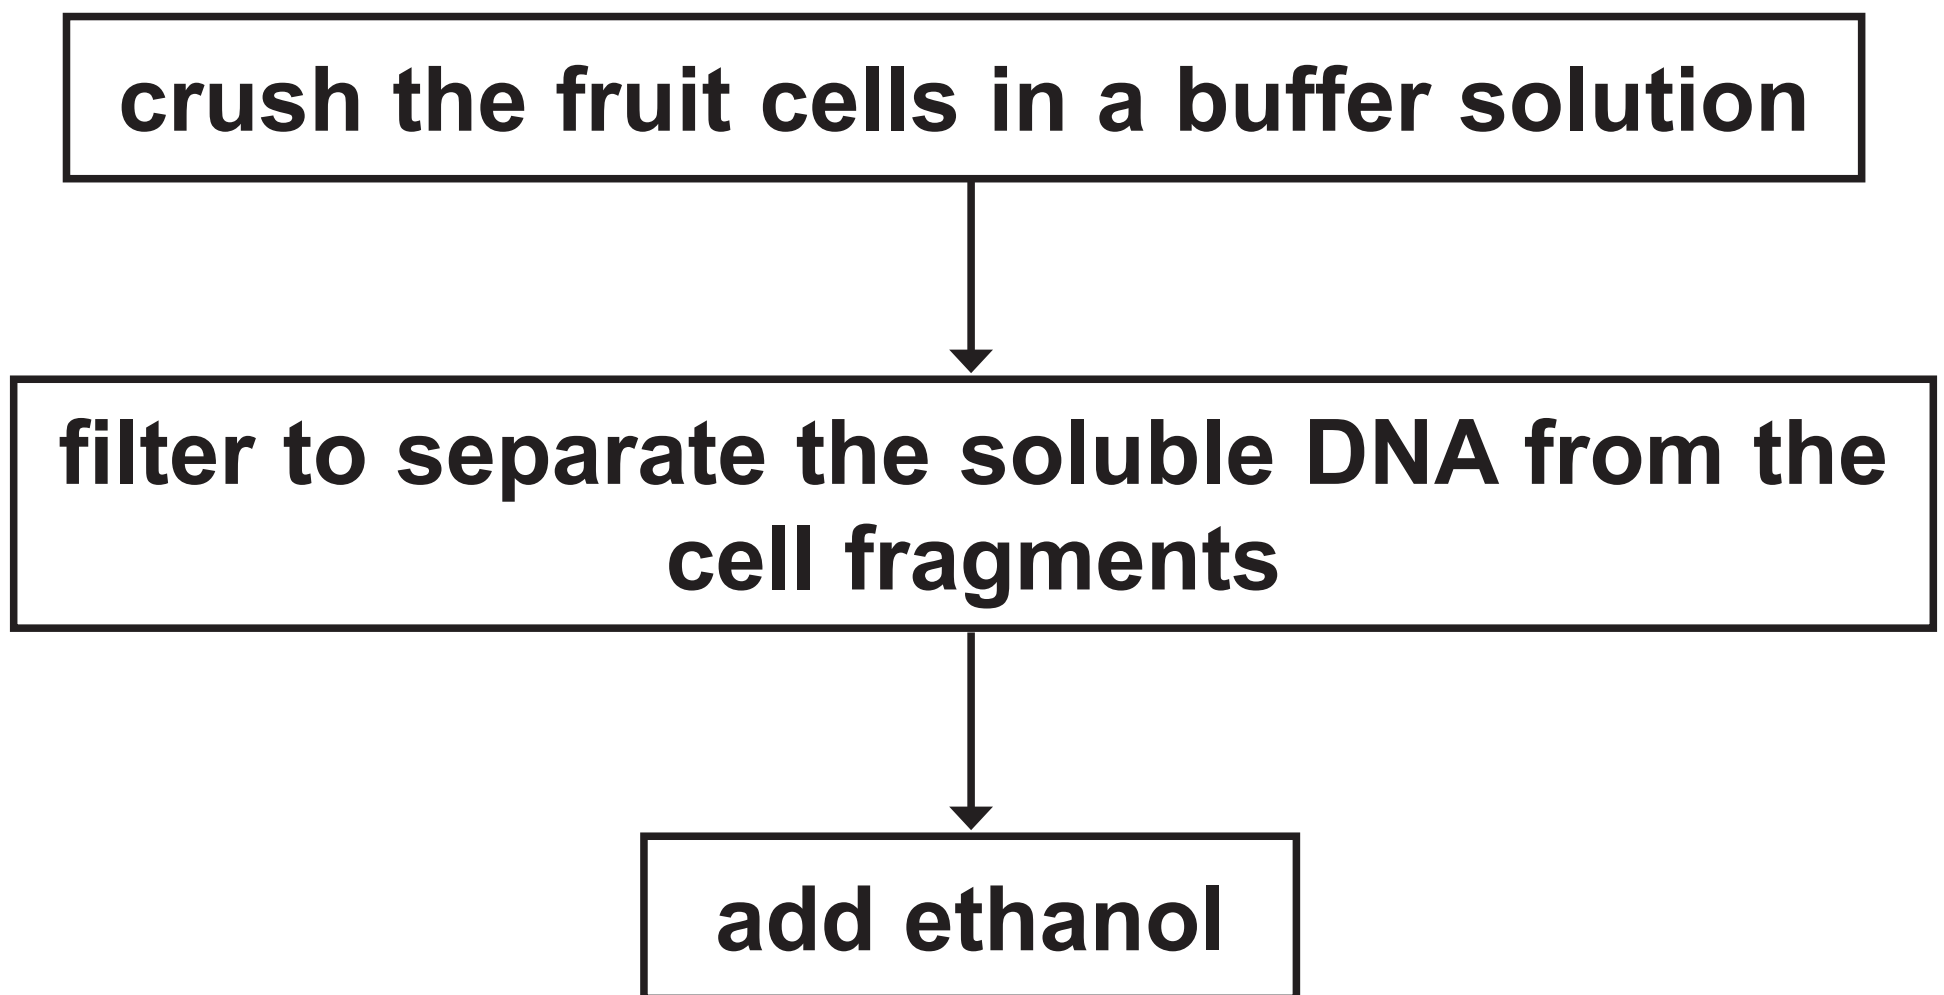 crush the fruit cells in a buffer solution
filter to separate the soluble DNA from the
cell fragments
add ethanol